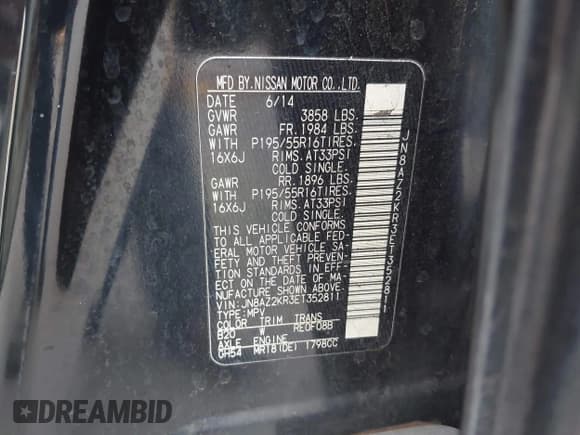 MFD BY.NISSAN MOTOR CO.,LTD.
DATE 6/14
GVWR 3858 LBS.
GAWR FR. 1984 LBS.
WITH P195/55R16TIRES.
16X6J RIMS. AT33PSI
COLD SINGLE.
GAWR RR. 1896 LBS.
WITH P195/55R16TIRES.
16X6J RIMS. AT33PSI
COLD SINGLE.
THIS VEHICLE CONFORMS
TO ALL APPLICABLE FED-
ERAL MOTOR VEHICLE SA-
FETY AND THEFT PREVEN-
TION STANDARDS IN EFF-
ECT ON THE DATE OF MA-
NUFACTURE SHOWN ABOVE.
VIN:JN8AZ2KR3ET352811
TYPE:MPV
COLOR TRIM TRANS
B20 W RE0F08B
AXLE ENGINE
GH54 MR18(DE) 1798CC
JN8AZ2KR3ET352811
DREAMBID